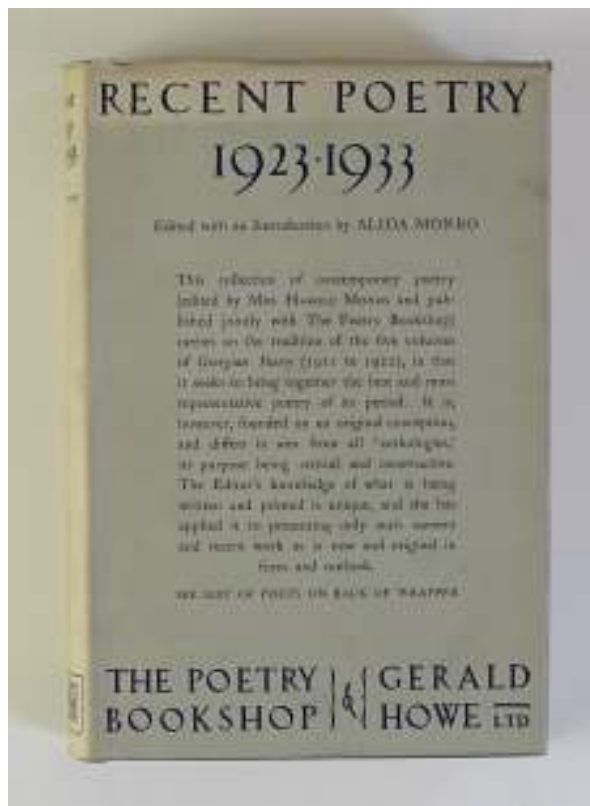 RECENT POETRY
1923·1933
Edited with an Introduction by ALIDA MONRO
This collection of contemporary poetry
(edited by Mrs Harold Monro and pub-
lished jointly with The Poetry Bookshop)
carries on the tradition of the five volumes
of Georgian Poetry (1911 to 1922), in that
it seeks to bring together the best and most
representative poetry of its period. It is,
however, founded on an original conception,
and differs in aim from all 'anthologies,'
its purpose being critical and constructive.
The Editor's knowledge of what is being
written and printed is unique, and she has
applied it to presenting only such current
and recent work as is new and original in
form and outlook.
SEE LIST OF POETS ON BACK OF WRAPPER
THE POETRY & GERALD
BOOKSHOP HOWE LTD